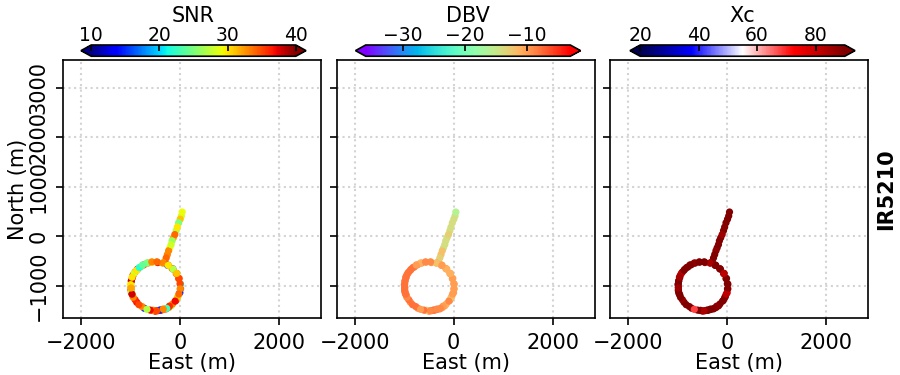 SNR DBV Xc
10 20 30 40 −30 −20 −10 20 40 60 80
North (m)
3000
2000
1000
0
−1000
IR5210
−2000 0 2000 −2000 0 2000 −2000 0 2000
East (m) East (m) East (m)